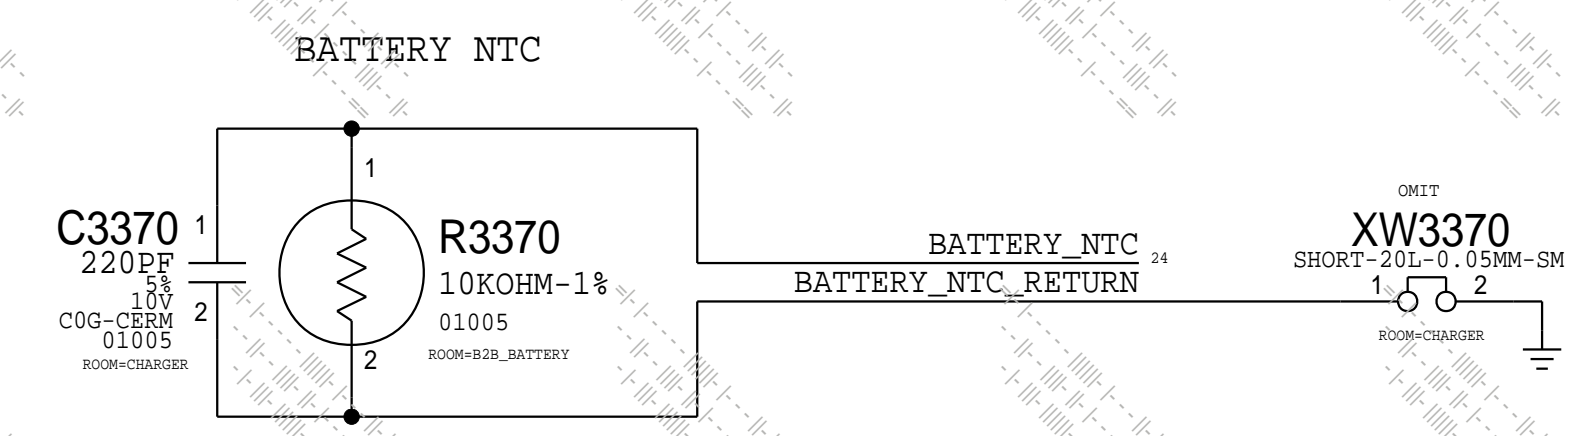 BATTERY NTC
1
C3370
1
220PF
5%
10V
C0G-CERM
2
01005
ROOM=CHARGER
R3370
10KOHM-1%
01005
ROOM=B2B_BATTERY
2
BATTERY_NTC
24
BATTERY_NTC_RETURN
OMIT
XW3370
SHORT-20L-0.05MM-SM
1
2
ROOM=CHARGER